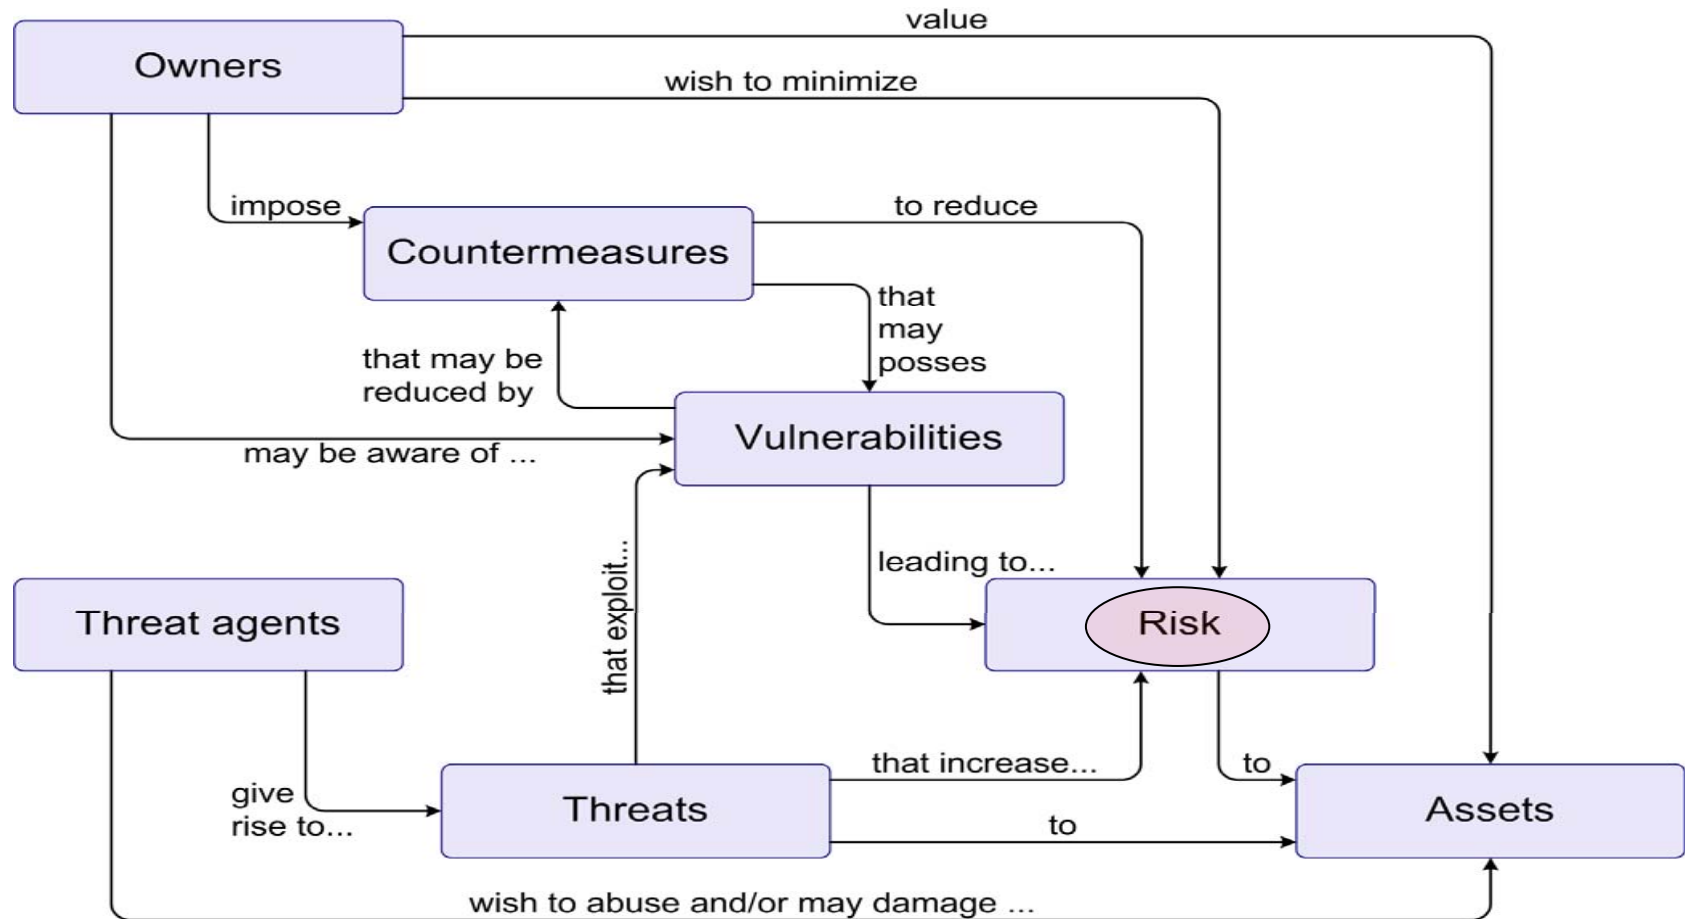 value
Owners
wish to minimize
impose
to reduce
Countermeasures
that
may
posses
that may be
reduced by
Vulnerabilities
may be aware of ...
that exploit...
leading to...
Threat agents
Risk
that increase...
to
give
rise to...
Threats
Assets
to
wish to abuse and/or may damage ...